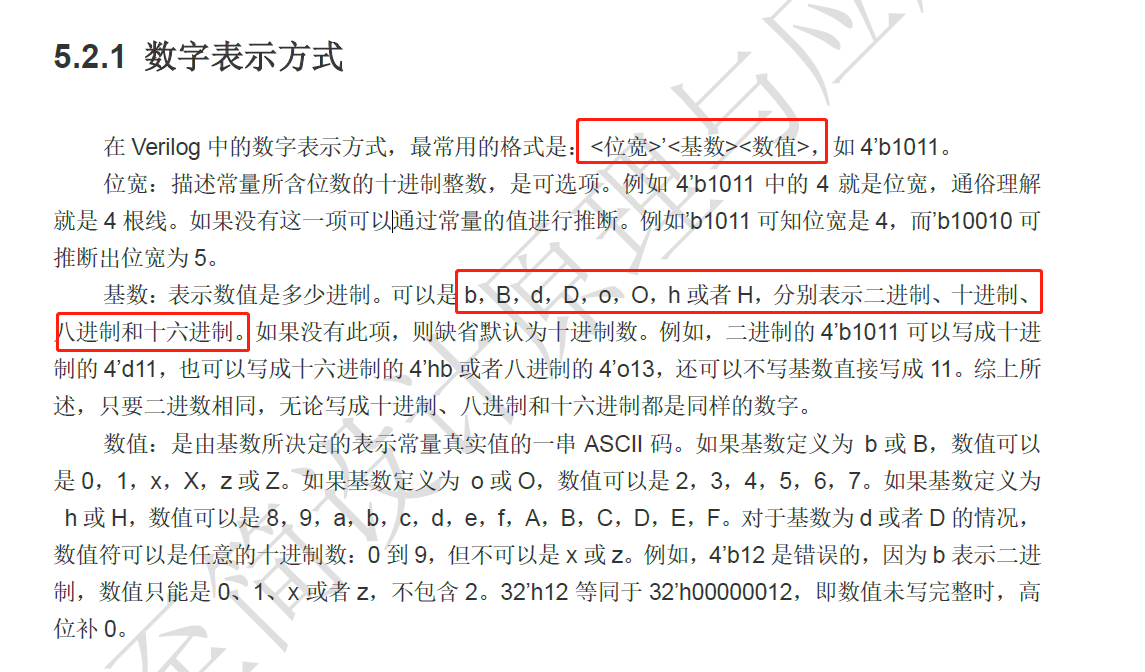 5.2.1 数字表示方式
在 Verilog 中的数字表示方式，最常用的格式是：<位宽>’<基数><数值>，如 4’b1011。
位宽：描述常量所含位数的十进制整数，是可选项。例如 4’b1011 中的 4 就是位宽，通俗理解
就是 4 根线。如果没有这一项可以通过常量的值进行推断。例如’b1011 可知位宽是 4，而’b10010 可
推断出位宽为 5。
基数：表示数值是多少进制。可以是 b，B，d，D，o，O，h 或者 H，分别表示二进制、十进制、
八进制和十六进制。如果没有此项，则缺省默认为十进制数。例如，二进制的 4’b1011 可以写成十进
制的 4’d11，也可以写成十六进制的 4’hb 或者八进制的 4’o13，还可以不写基数直接写成 11。综上所
述，只要二进数相同，无论写成十进制、八进制和十六进制都是同样的数字。
数值：是由基数所决定的表示常量真实值的一串 ASCII 码。如果基数定义为 b 或 B，数值可以
是 0，1，x，X，z 或 Z。如果基数定义为 o 或 O，数值可以是 2，3，4，5，6，7。如果基数定义为
h 或 H，数值可以是 8，9，a，b，c，d，e，f，A，B，C，D，E，F。对于基数为 d 或者 D 的情况，
数值符可以是任意的十进制数：0 到 9，但不可以是 x 或 z。例如，4’b12 是错误的，因为 b 表示二进
制，数值只能是 0、1、x 或者 z，不包含 2。32’h12 等同于 32’h00000012，即数值未写完整时，高
位补 0。
至简设计原理与应